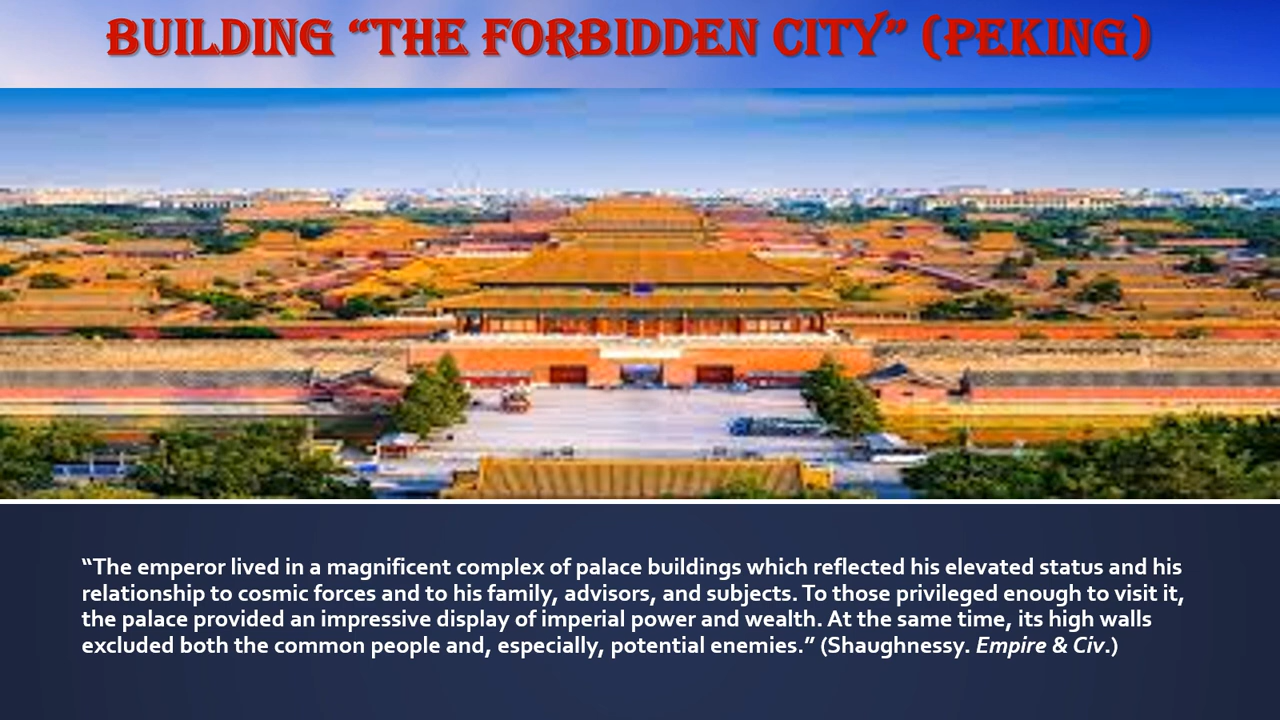 BUILDING “THE FORBIDDEN CITY” (PEKING)
“The emperor lived in a magnificent complex of palace buildings which reflected his elevated status and his
relationship to cosmic forces and to his family, advisors, and subjects. To those privileged enough to visit it,
the palace provided an impressive display of imperial power and wealth. At the same time, its high walls
excluded both the common people and, especially, potential enemies.” (Shaughnessy. Empire & Civ.)